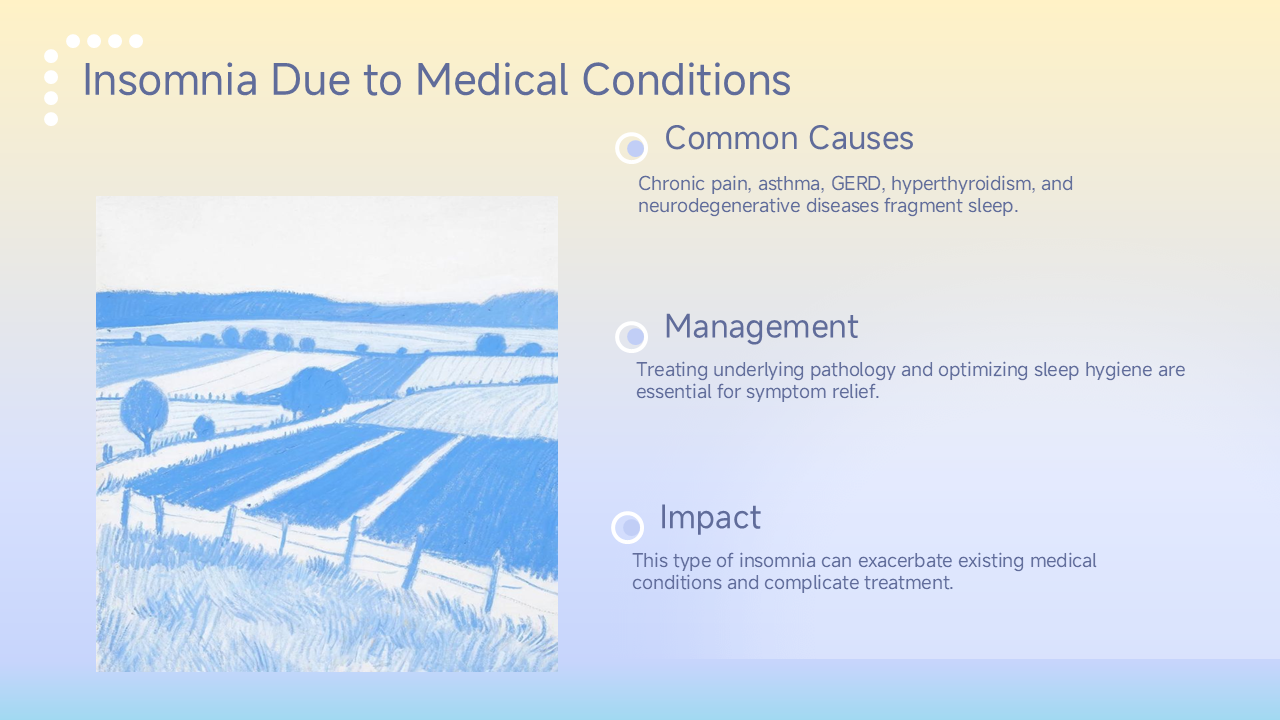 Insomnia Due to Medical Conditions
Common Causes
Chronic pain, asthma, GERD, hyperthyroidism, and
neurodegenerative diseases fragment sleep.
Management
Treating underlying pathology and optimizing sleep hygiene are
essential for symptom relief.
Impact
This type of insomnia can exacerbate existing medical
conditions and complicate treatment.